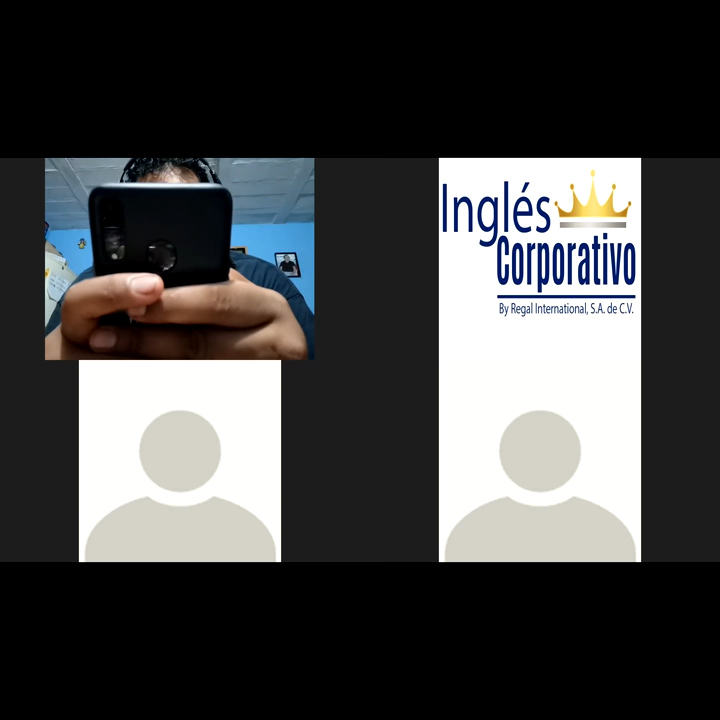 Inglés
Corporativo
By Regal International, S.A. de C.V.